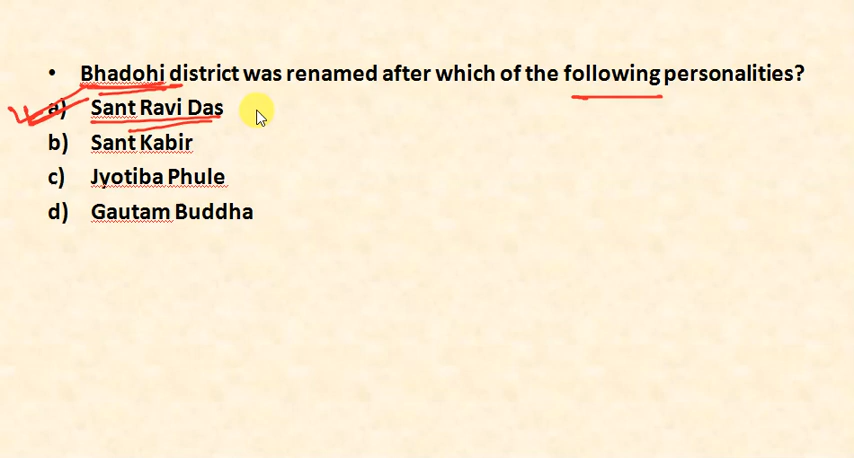 • Bhadohi district was renamed after which of the following personalities?
a) Sant Ravi Das
b) Sant Kabir
c) Jyotiba Phule
d) Gautam Buddha